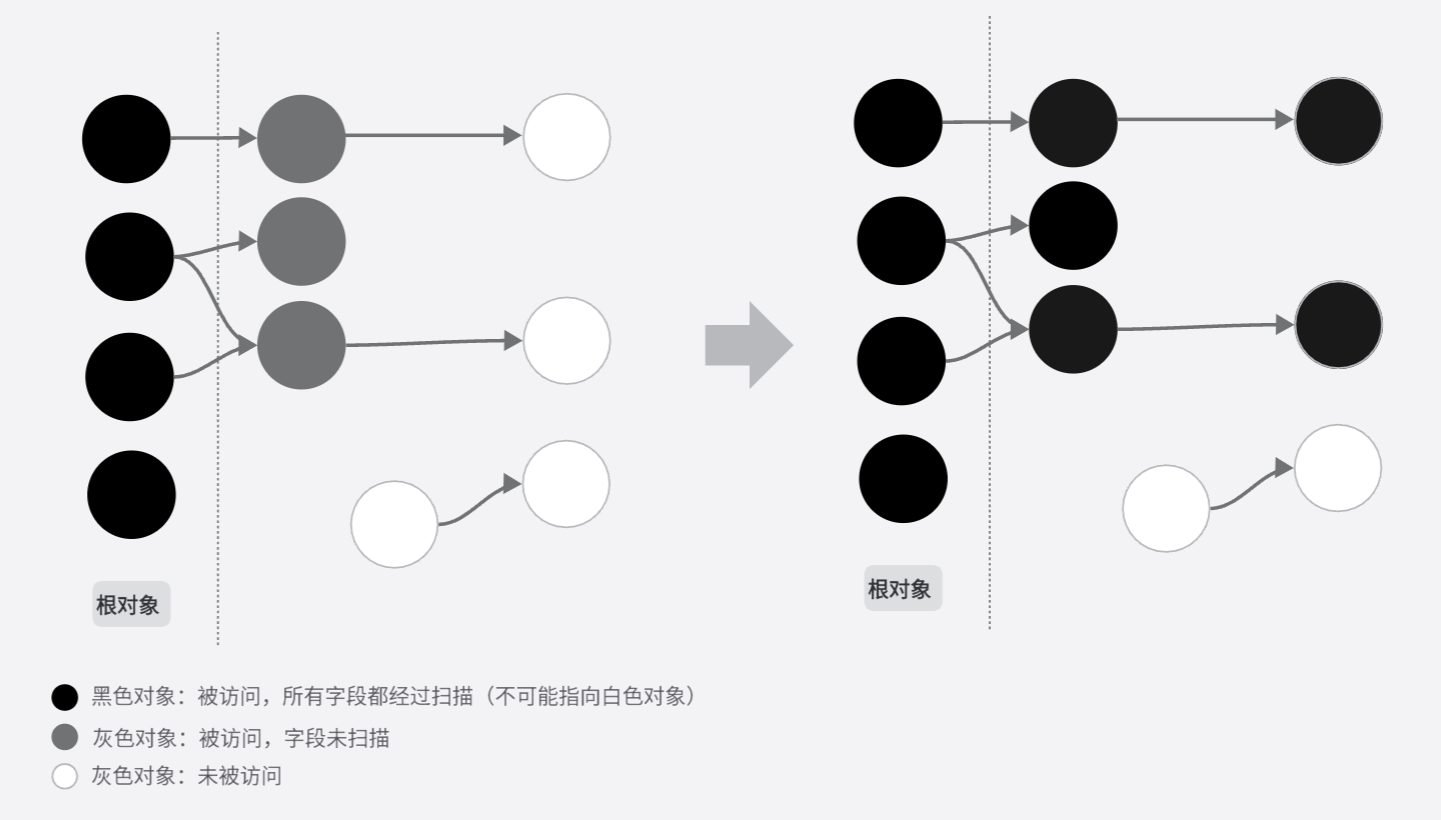 根对象
根对象
黑色对象：被访问，所有字段都经过扫描（不可能指向白色对象）
灰色对象：被访问，字段未扫描
灰色对象：未被访问